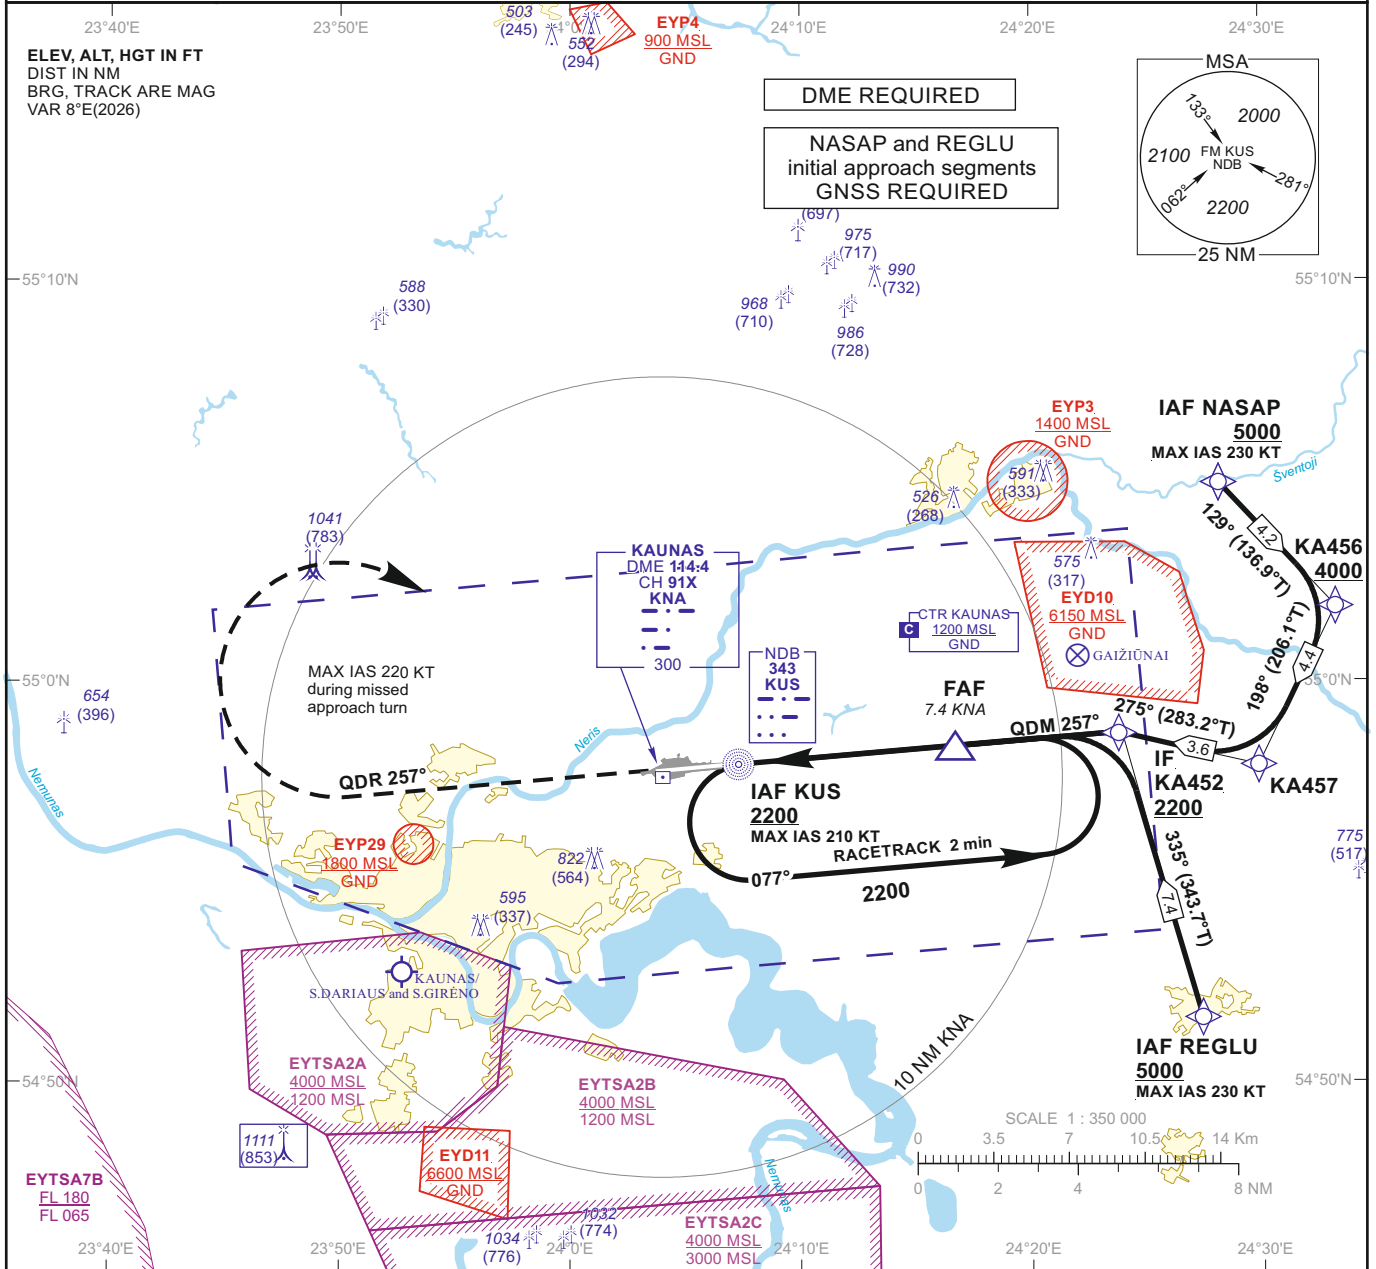 23°40'E
23°50'E
24°0'E
24°10'E
24°20'E
24°30'E
ELEV, ALT, HGT IN FT
DIST IN NM
BRG, TRACK ARE MAG
VAR 8°E(2026)
503
(245)
552
(294)
EYP4
900 MSL
GND
DME REQUIRED
NASAP and REGLU
initial approach segments
GNSS REQUIRED
MSA
133°
2000
2100
FM KUS
NDB
281°
062°
2200
25 NM
(697)
975
(717)
990
(732)
968
(710)
986
(728)
55°10'N
55°10'N
588
(330)
EYP3
1400 MSL
GND
IAF NASAP
5000
MAX IAS 230 KT
Šventoji
591
(333)
526
(268)
1041
(783)
129° (136.9°T)
4.2
KA456
4000
KAUNAS
DME 114.4
CH 91X
KNA
300
575
(317)
EYD10
6150 MSL
GND
GAIŽIŪNAI
C
CTR KAUNAS
1200 MSL
GND
NDB
343
KUS
198° (206.1°T)
4.4
55°0'N
55°0'N
MAX IAS 220 KT
during missed
approach turn
654
(396)
FAF
7.4 KNA
QDM 257°
275° (283.2°T)
3.6
IF
KA452
2200
KA457
Neris
Nemunas
QDR 257°
IAF KUS
2200
MAX IAS 210 KT
RACETRACK 2 min
077°
2200
EYP29
1800 MSL
GND
822
(564)
595
(337)
775
(517)
335° (343.7°T)
7.4
KAUNAS/
S.DARIAUS and S.GIRĖNO
10 NM KNA
IAF REGLU
5000
MAX IAS 230 KT
54°50'N
54°50'N
EYTSA2A
4000 MSL
1200 MSL
EYTSA2B
4000 MSL
1200 MSL
SCALE 1 : 350 000
0 3.5 7 10.5 14 Km
0 2 4 8 NM
1111
(853)
EYD11
6600 MSL
GND
EYTSA7B
FL 180
FL 065
Nemunas
1034
(776)
1032
(774)
EYTSA2C
4000 MSL
3000 MSL
23°40'E
23°50'E
24°0'E
24°10'E
24°20'E
24°30'E